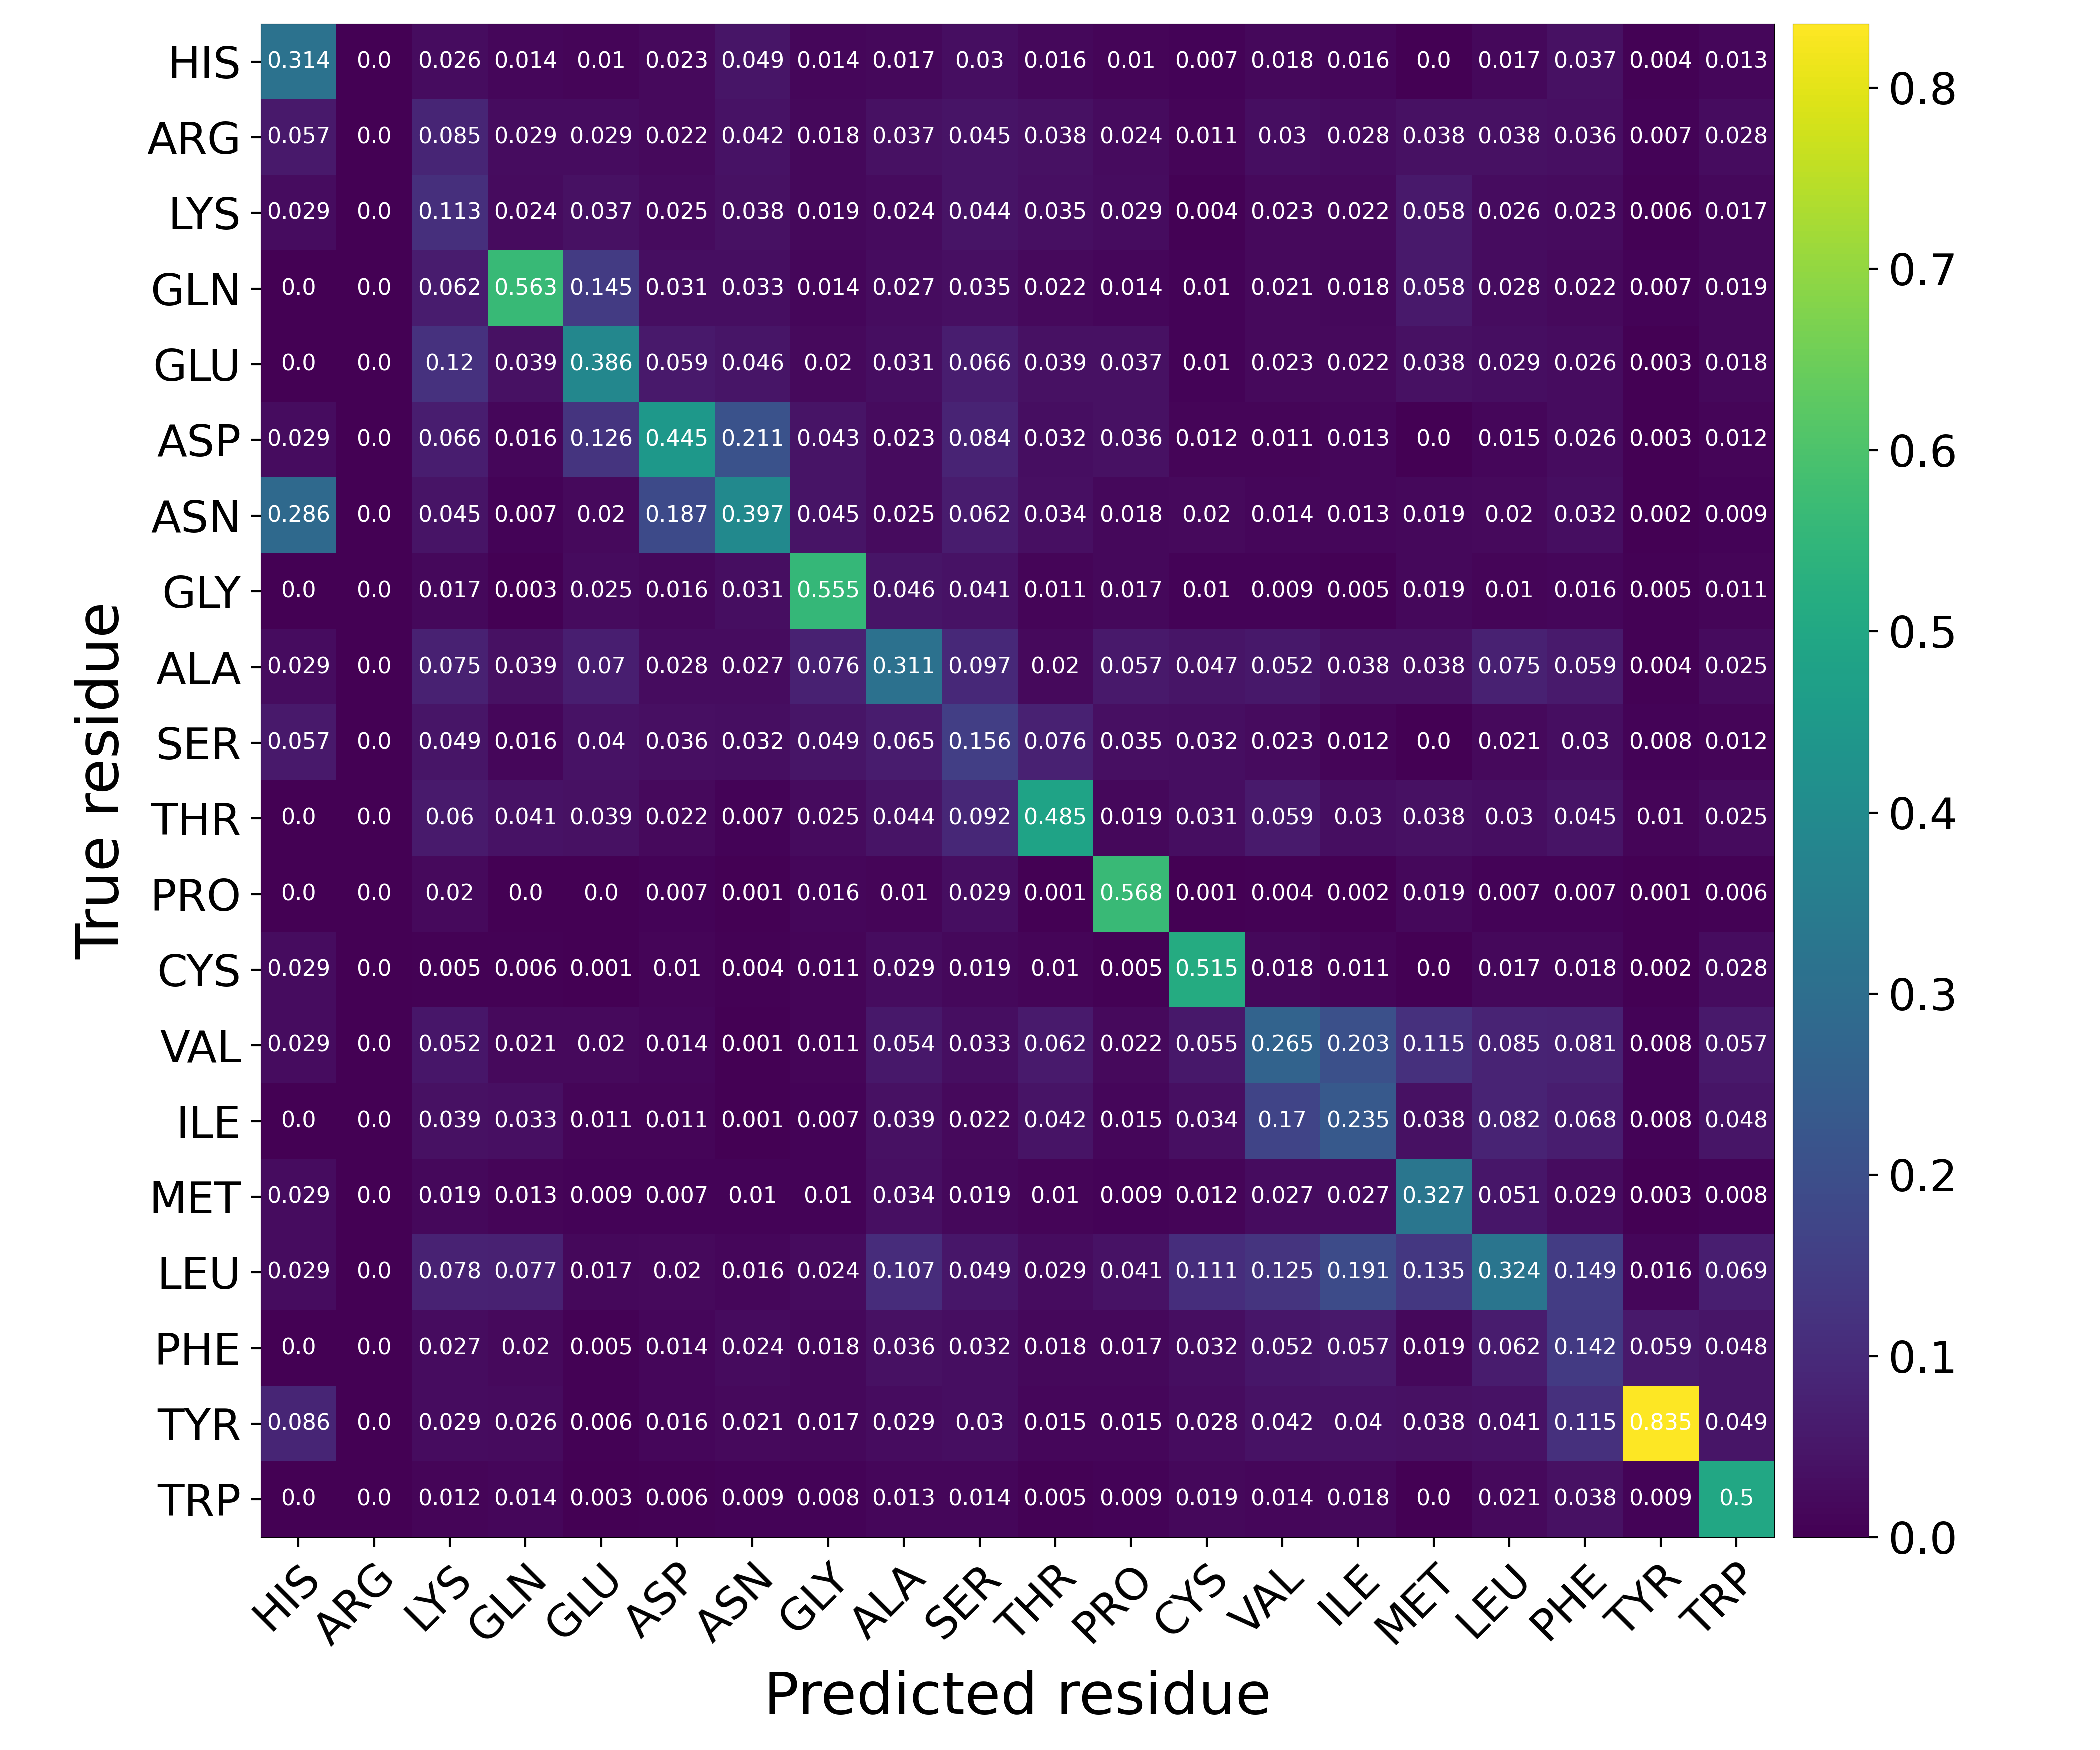 HIS 0.314 0.0 0.026 0.014 0.01 0.023 0.049 0.014 0.017 0.03 0.016 0.01 0.007 0.018 0.016 0.0 0.017 0.037 0.004 0.013
ARG 0.057 0.0 0.085 0.029 0.029 0.022 0.042 0.018 0.037 0.045 0.038 0.024 0.011 0.03 0.028 0.038 0.038 0.036 0.007 0.028
LYS 0.029 0.0 0.113 0.024 0.037 0.025 0.038 0.019 0.024 0.044 0.035 0.029 0.004 0.023 0.022 0.058 0.026 0.023 0.006 0.017
GLN 0.0 0.0 0.062 0.563 0.145 0.031 0.033 0.014 0.027 0.035 0.022 0.014 0.01 0.021 0.018 0.058 0.028 0.022 0.007 0.019
GLU 0.0 0.0 0.12 0.039 0.386 0.059 0.046 0.02 0.031 0.066 0.039 0.037 0.01 0.023 0.022 0.038 0.029 0.026 0.003 0.018
ASP 0.029 0.0 0.066 0.016 0.126 0.445 0.211 0.043 0.023 0.084 0.032 0.036 0.012 0.011 0.013 0.0 0.015 0.026 0.003 0.012
ASN 0.286 0.0 0.045 0.007 0.02 0.187 0.397 0.045 0.025 0.062 0.034 0.018 0.02 0.014 0.013 0.019 0.02 0.032 0.002 0.009
GLY 0.0 0.0 0.017 0.003 0.025 0.016 0.031 0.555 0.046 0.041 0.011 0.017 0.01 0.009 0.005 0.019 0.01 0.016 0.005 0.011
ALA 0.029 0.0 0.075 0.039 0.07 0.028 0.027 0.076 0.311 0.097 0.02 0.057 0.047 0.052 0.038 0.038 0.075 0.059 0.004 0.025
SER 0.057 0.0 0.049 0.016 0.04 0.036 0.032 0.049 0.065 0.156 0.076 0.035 0.032 0.023 0.012 0.0 0.021 0.03 0.008 0.012
THR 0.0 0.0 0.06 0.041 0.039 0.022 0.007 0.025 0.044 0.092 0.485 0.019 0.031 0.059 0.03 0.038 0.03 0.045 0.01 0.025
PRO 0.0 0.0 0.02 0.0 0.0 0.007 0.001 0.016 0.01 0.029 0.001 0.568 0.001 0.004 0.002 0.019 0.007 0.007 0.001 0.006
CYS 0.029 0.0 0.005 0.006 0.001 0.01 0.004 0.011 0.029 0.019 0.01 0.005 0.515 0.018 0.011 0.0 0.017 0.018 0.002 0.028
VAL 0.029 0.0 0.052 0.021 0.02 0.014 0.001 0.011 0.054 0.033 0.062 0.022 0.055 0.265 0.203 0.115 0.085 0.081 0.008 0.057
ILE 0.0 0.0 0.039 0.033 0.011 0.011 0.001 0.007 0.039 0.022 0.042 0.015 0.034 0.17 0.235 0.038 0.082 0.068 0.008 0.048
MET 0.029 0.0 0.019 0.013 0.009 0.007 0.01 0.01 0.034 0.019 0.01 0.009 0.012 0.027 0.027 0.327 0.051 0.029 0.003 0.008
LEU 0.029 0.0 0.078 0.077 0.017 0.02 0.016 0.024 0.107 0.049 0.029 0.041 0.111 0.125 0.191 0.135 0.324 0.149 0.016 0.069
PHE 0.0 0.0 0.027 0.02 0.005 0.014 0.024 0.018 0.036 0.032 0.018 0.017 0.032 0.052 0.057 0.019 0.062 0.142 0.059 0.048
TYR 0.086 0.0 0.029 0.026 0.006 0.016 0.021 0.017 0.029 0.03 0.015 0.015 0.028 0.042 0.04 0.038 0.041 0.115 0.835 0.049
TRP 0.0 0.0 0.012 0.014 0.003 0.006 0.009 0.008 0.013 0.014 0.005 0.009 0.019 0.014 0.018 0.0 0.021 0.038 0.009 0.5
HIS ARG LYS GLN GLU ASP ASN GLY ALA SER THR PRO CYS VAL ILE MET LEU PHE TYR TRP
Predicted residue
True residue
0.8
0.7
0.6
0.5
0.4
0.3
0.2
0.1
0.0